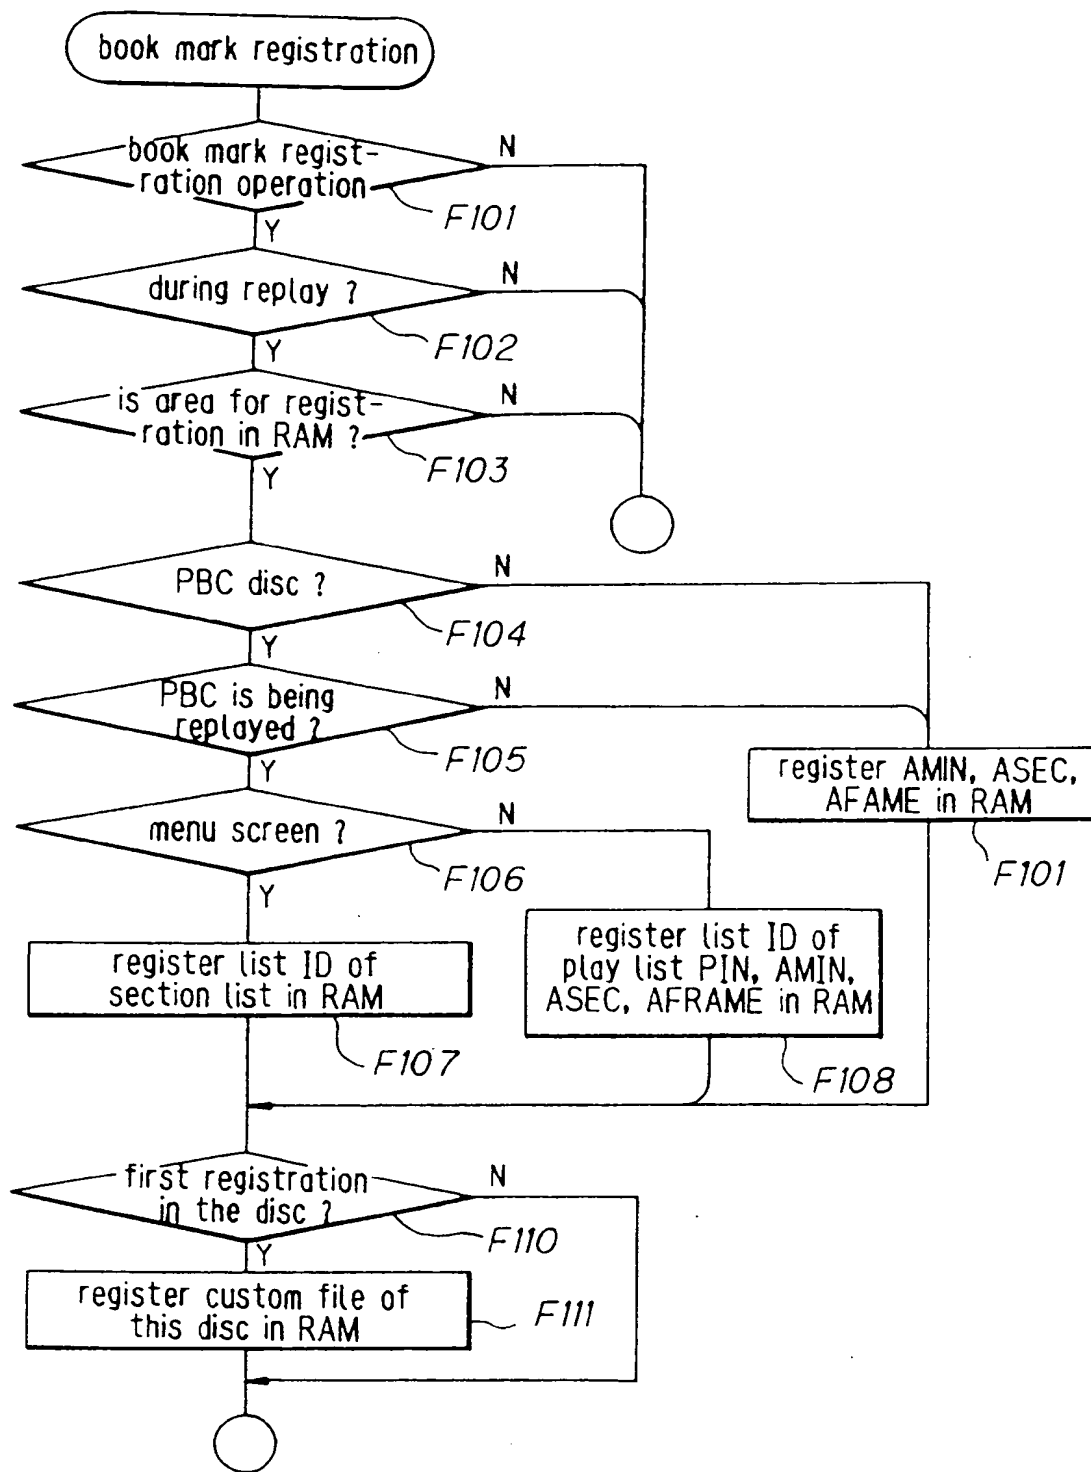 book mark registration
book mark regist-
ration operation
N
F101
Y
during replay ?
N
F102
Y
is area for regist-
ration in RAM ?
N
F103
Y
PBC disc ?
N
F104
Y
PBC is being
replayed ?
N
F105
Y
register AMIN, ASEC,
AFAME in RAM
F101
menu screen ?
N
F106
Y
register list ID of
section list in RAM
F107
register list ID of
play list PIN, AMIN,
ASEC, AFRAME in RAM
F108
first registration
in the disc ?
N
F110
Y
register custom file of
this disc in RAM
F111